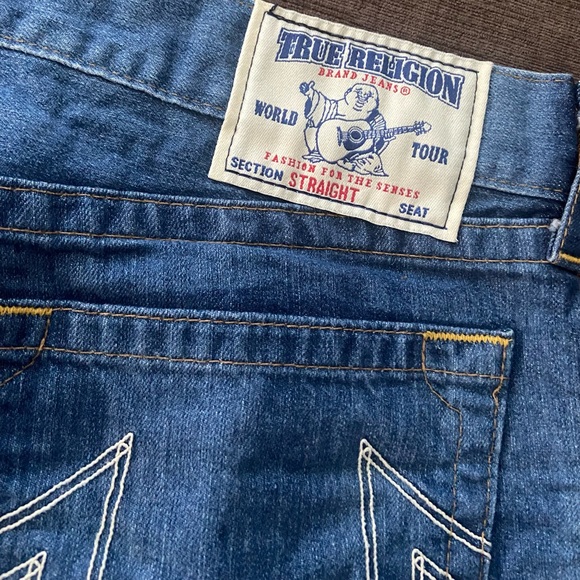 TRUE RELIGION
BRAND JEANS®
WORLD TOUR
FASHION FOR THE SENSES
SECTION STRAIGHT SEAT